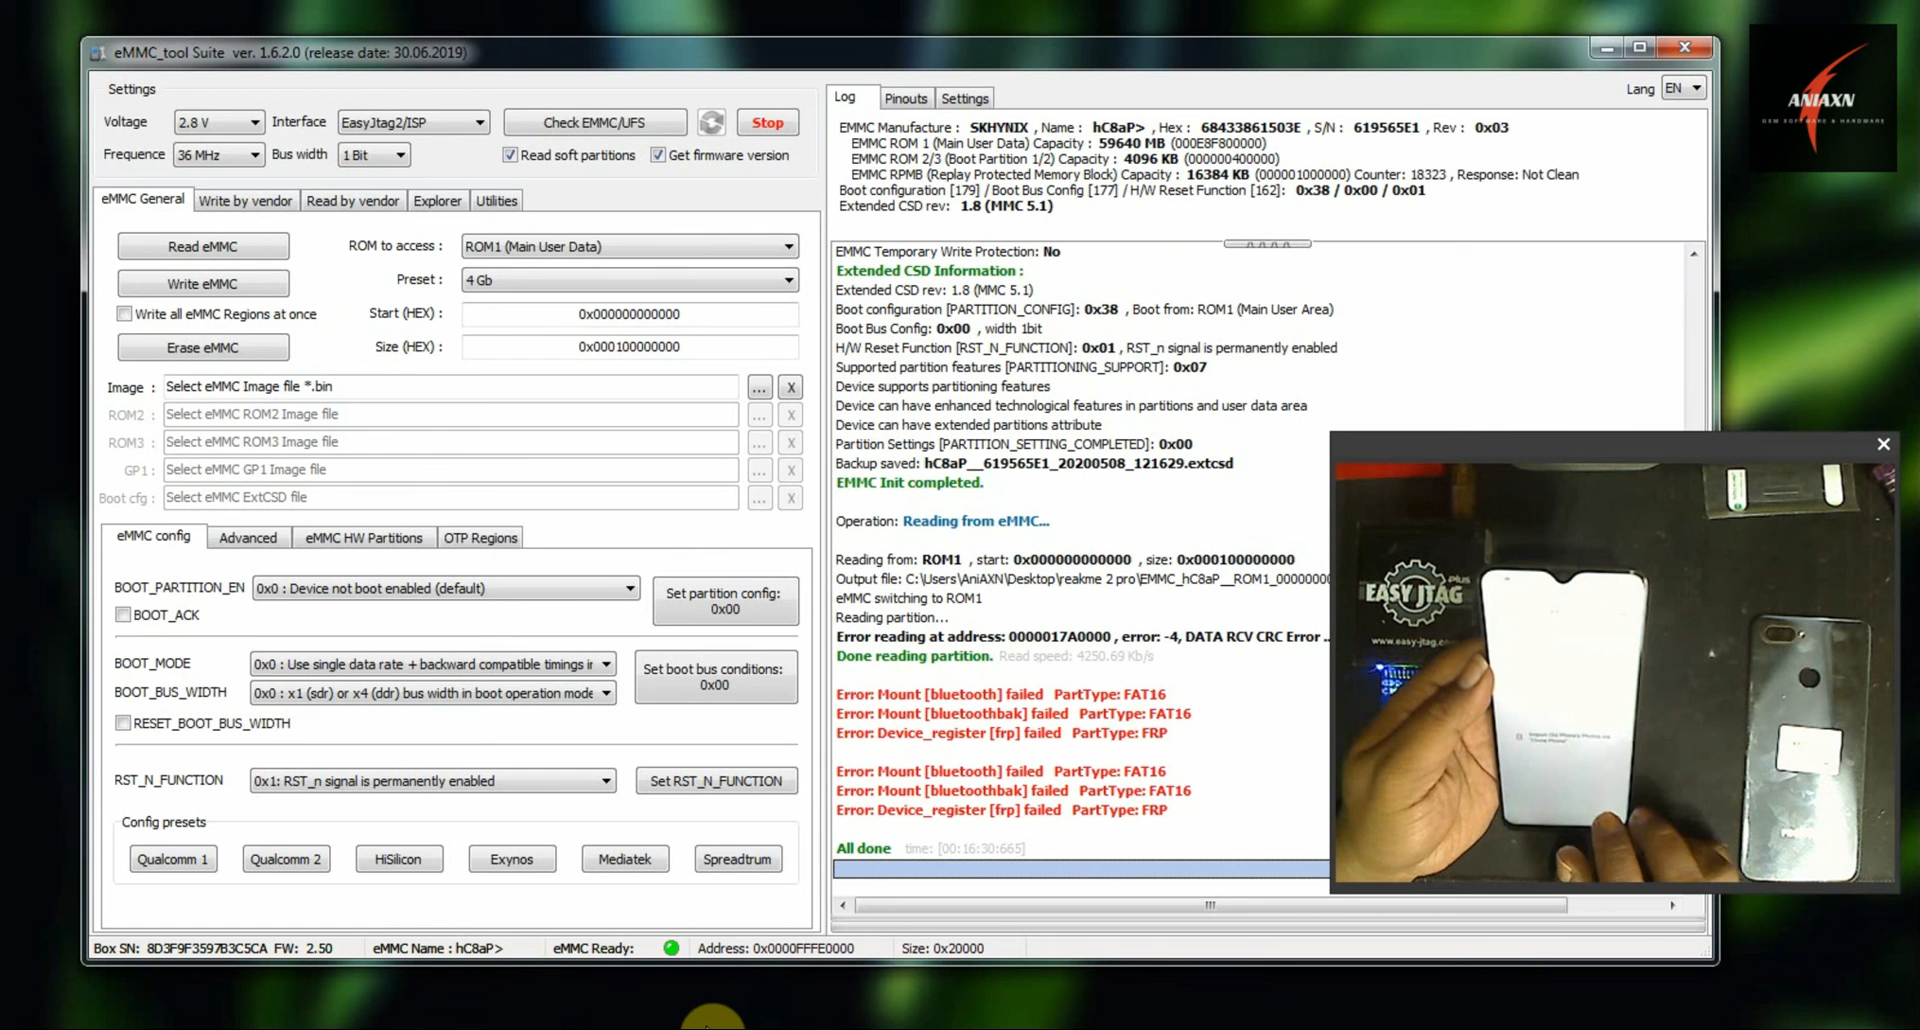 eMMC_tool Suite ver. 1.6.2.0 (release date: 30.06.2019)
Settings
Voltage 2.8 V Interface EasyJtag2/ISP Check EMMC/UFS Stop
Frequency 36 MHz Bus width 1 Bit Read soft partitions Get firmware version
eMMC General Write by vendor Read by vendor Explorer Utilities
Read eMMC ROM to access : ROM1 (Main User Data)
Write eMMC Preset : 4 Gb
Write all eMMC Regions at once Start (HEX) : 0x000000000000
Erase eMMC Size (HEX) : 0x000100000000
Image : Select eMMC Image file *.bin ... X
ROM2 : Select eMMC ROM2 Image file ... X
ROM3 : Select eMMC ROM3 Image file ... X
GP1 : Select eMMC GP1 Image file ... X
Boot cfg : Select eMMC ExtCSD file ... X
eMMC config Advanced eMMC HW Partitions OTP Regions
BOOT_PARTITION_EN 0x0 : Device not boot enabled (default) Set partition config: 0x00
BOOT_ACK
BOOT_MODE 0x0 : Use single data rate + backward compatible timings ir
BOOT_BUS_WIDTH 0x0 : x1 (sdr) or x4 (ddr) bus width in boot operation mode
Set boot bus conditions: 0x00
RESET_BOOT_BUS_WIDTH
RST_N_FUNCTION 0x1: RST_n signal is permanently enabled Set RST_N_FUNCTION
Config presets
Qualcomm 1 Qualcomm 2 HiSilicon Exynos Mediatek Spreadtrum
Log Pinouts Settings Lang EN
EMMC Manufacture : SKHYNIX , Name : hC8aP> , Hex : 68433861503E , S/N : 619565E1 , Rev : 0x03
EMMC ROM 1 (Main User Data) Capacity : 59640 MB (000E8F800000)
EMMC ROM 2/3 (Boot Partition 1/2) Capacity : 4096 KB (000000400000)
EMMC RPMB (Replay Protected Memory Block) Capacity : 16384 KB (000001000000) Counter: 18323 , Response: Not Clean
Boot configuration [179] / Boot Bus Config [177] / H/W Reset Function [162]: 0x38 / 0x00 / 0x01
Extended CSD rev: 1.8 (MMC 5.1)
EMMC Temporary Write Protection: No
Extended CSD Information :
Extended CSD rev: 1.8 (MMC 5.1)
Boot configuration [PARTITION_CONFIG]: 0x38 , Boot from: ROM1 (Main User Area)
Boot Bus Config: 0x00 , width 1bit
H/W Reset Function [RST_N_FUNCTION]: 0x01 , RST_n signal is permanently enabled
Supported partition features [PARTITIONING_SUPPORT]: 0x07
Device supports partitioning features
Device can have enhanced technological features in partitions and user data area
Device can have extended partitions attribute
Partition Settings [PARTITION_SETTING_COMPLETED]: 0x00
Backup saved: hC8aP__619565E1_20200508_121629.extcsd
EMMC Init completed.
Operation: Reading from eMMC...
Reading from: ROM1 , start: 0x000000000000 , size: 0x000100000000
Output file: C:\Users\AniAXN\Desktop\reakme 2 pro\EMMC_hC8aP__ROM1_00000000
eMMC switching to ROM1
Reading partition...
Error reading at address: 0000017A0000 , error: -4, DATA RCV CRC Error ..
Done reading partition. Read speed: 4250.69 Kb/s
Error: Mount [bluetooth] failed PartType: FAT16
Error: Mount [bluetoothbak] failed PartType: FAT16
Error: Device_register [frp] failed PartType: FRP
Error: Mount [bluetooth] failed PartType: FAT16
Error: Mount [bluetoothbak] failed PartType: FAT16
Error: Device_register [frp] failed PartType: FRP
All done time: [00:16:30:665]
Box SN: 8D3F9F3597B3C5CA FW: 2.50 eMMC Name : hC8aP> eMMC Ready: Address: 0x0000FFFE0000 Size: 0x20000
ANIAXN
GSM SOFTWARE & HARDWARE
EASY JTAG plus
www.easy-jtag.co